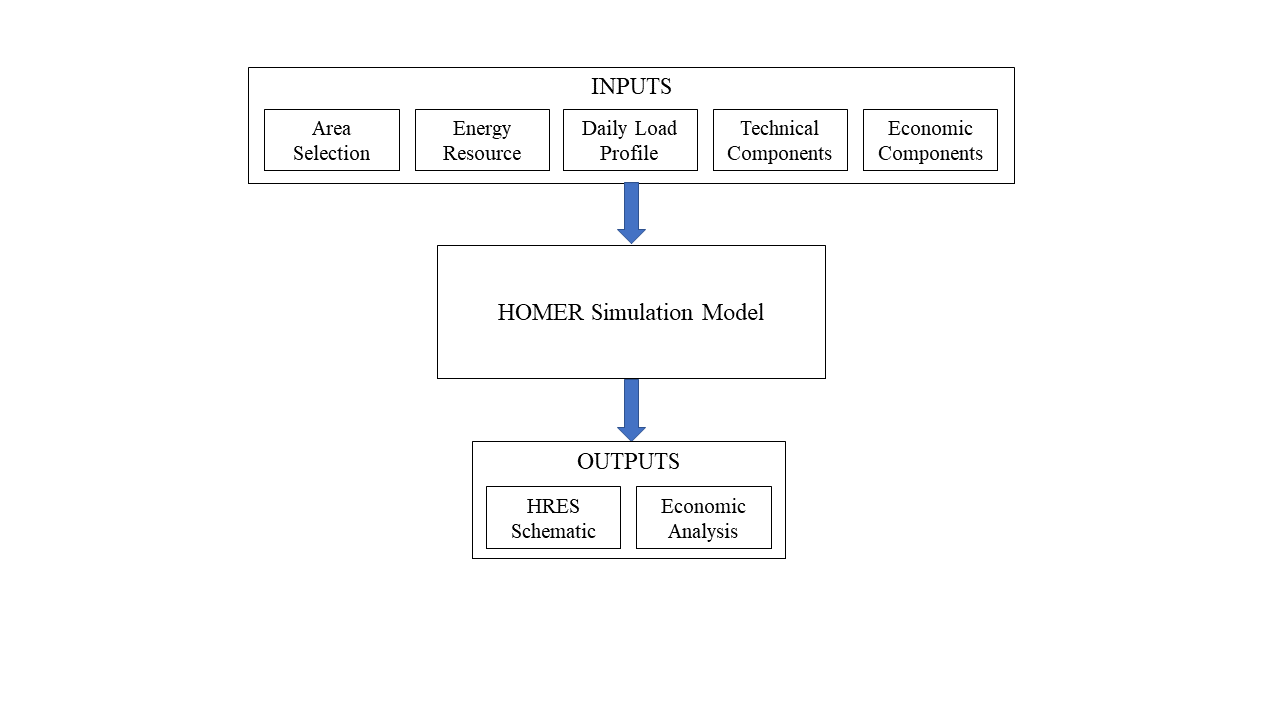 INPUTS
Area
Selection
Energy
Resource
Daily Load
Profile
Technical
Components
Economic
Components
HOMER Simulation Model
OUTPUTS
HRES
Schematic
Economic
Analysis